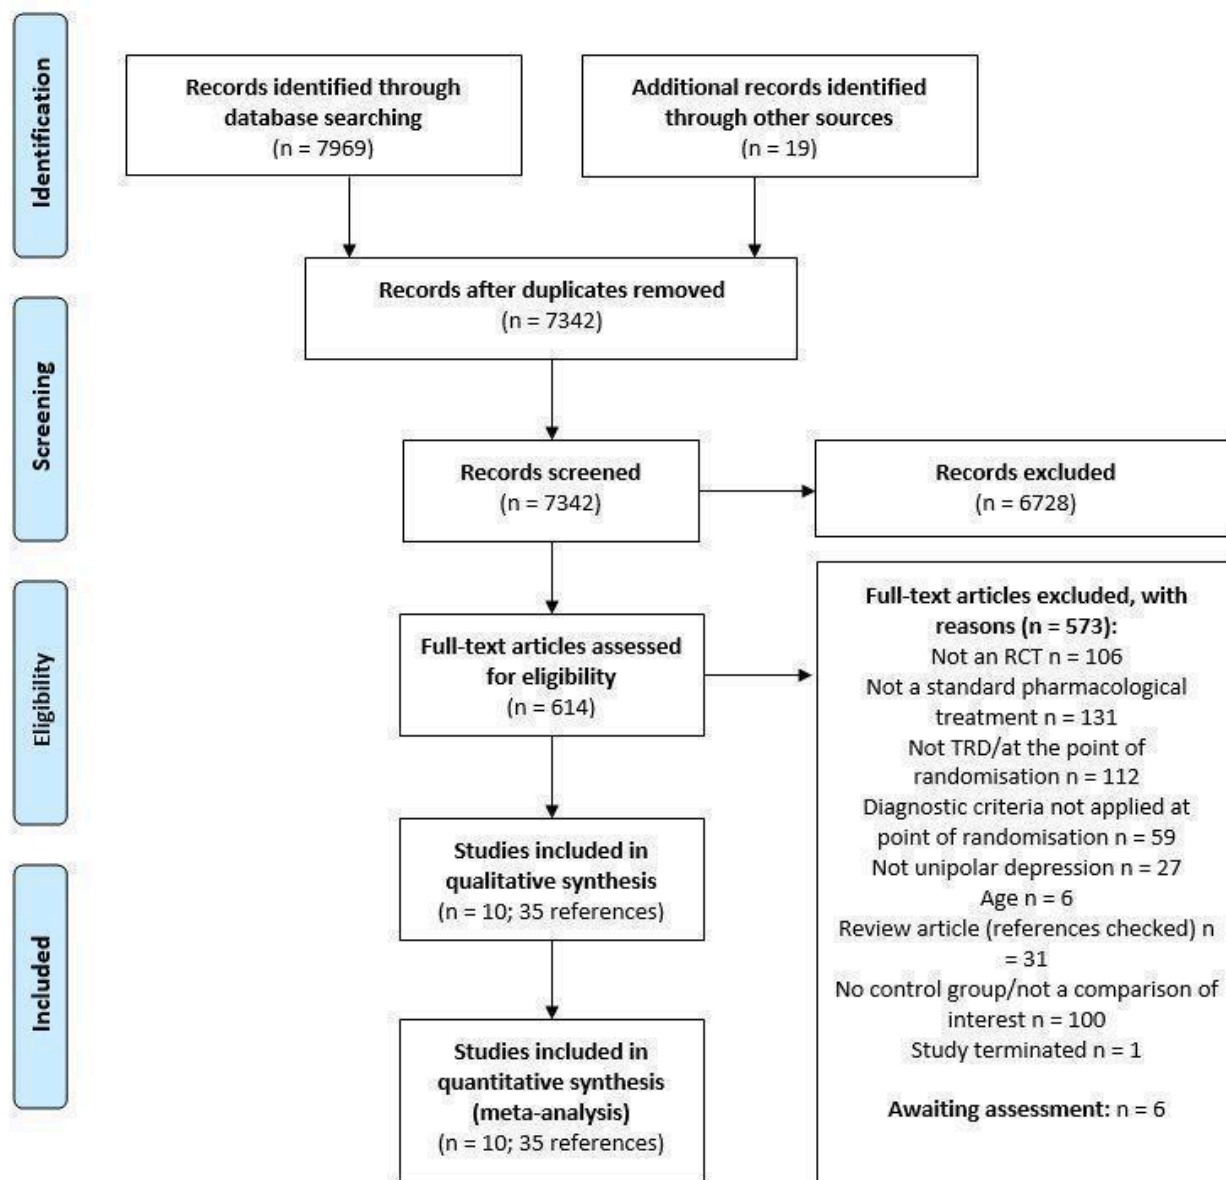 Identification
Records identified through
database searching
(n = 7969)
Additional records identified
through other sources
(n = 19)
Records after duplicates removed
(n = 7342)
Screening
Records screened
(n = 7342)
Records excluded
(n = 6728)
Eligibility
Full-text articles assessed
for eligibility
(n = 614)
Full-text articles excluded, with
reasons (n = 573):
Not an RCT n = 106
Not a standard pharmacological
treatment n = 131
Not TRD/at the point of
randomisation n = 112
Diagnostic criteria not applied at
point of randomisation n = 59
Not unipolar depression n = 27
Age n = 6
Review article (references checked) n
= 31
No control group/not a comparison of
interest n = 100
Study terminated n = 1
Awaiting assessment: n = 6
Included
Studies included in
qualitative synthesis
(n = 10; 35 references)
Studies included in
quantitative synthesis
(meta-analysis)
(n = 10; 35 references)